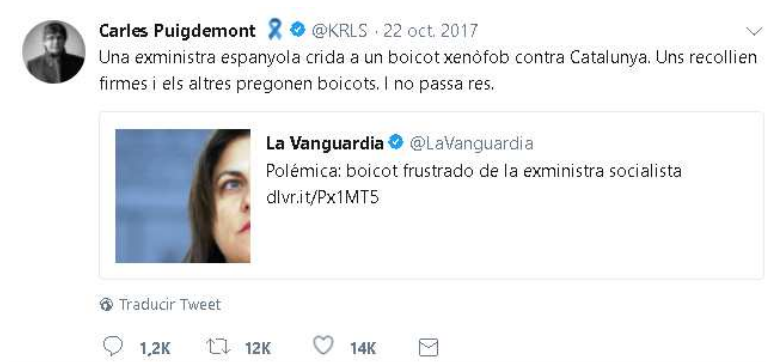 Carles Puigdemont @KRLS · 22 oct. 2017
Una exministra espanyola crida a un boicot xenòfob contra Catalunya. Uns recollien
firmes i els altres pregonen boicots. I no passa res.
La Vanguardia @LaVanguardia
Polémica: boicot frustrado de la exministra socialista
dlvr.it/Px1MT5
Traducir Tweet
1,2K 12K 14K